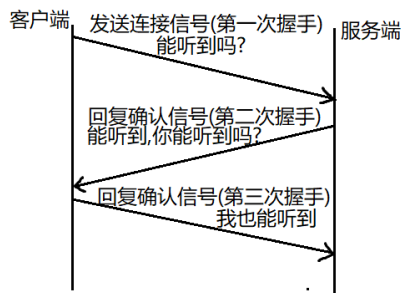 客户端
服务端
发送连接信号(第一次握手)
能听到吗?
回复确认信号(第二次握手)
能听到,你能听到吗?
回复确认信号(第三次握手)
我也能听到